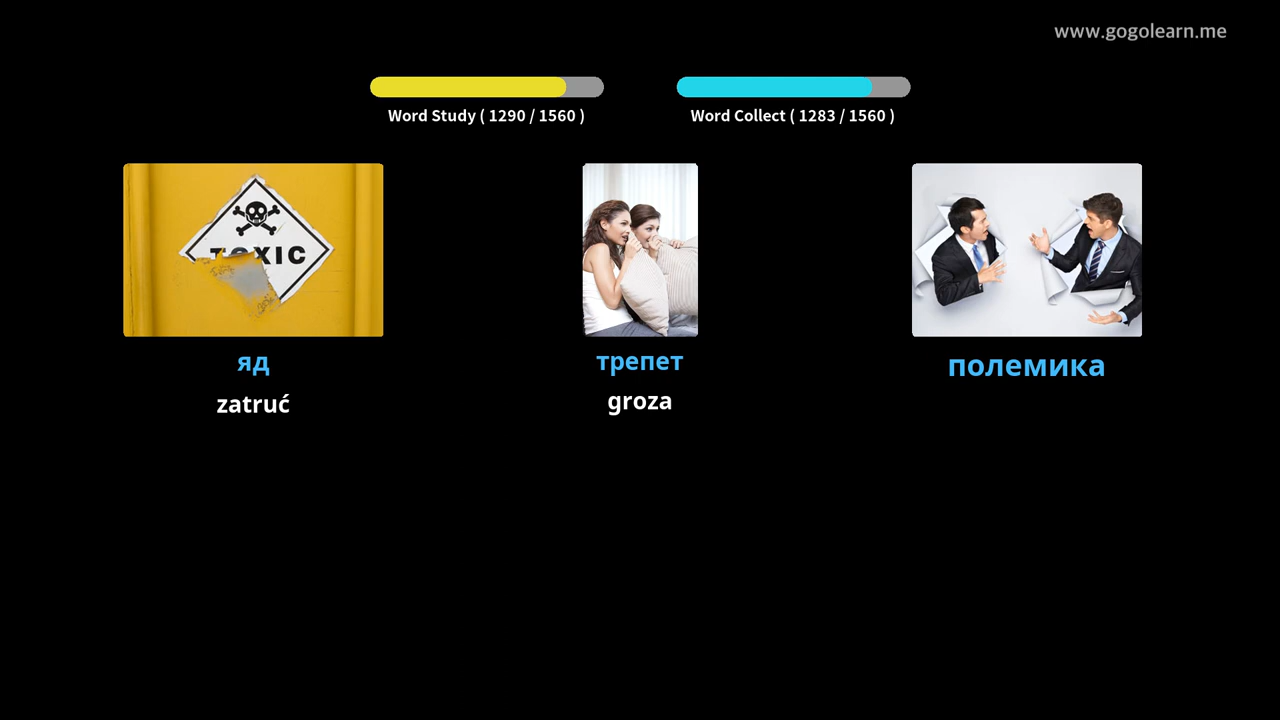 www.gogolearn.me
Word Study ( 1290 / 1560 )
Word Collect ( 1283 / 1560 )
TOXIC
яд
zatruć
трепет
groza
полемика